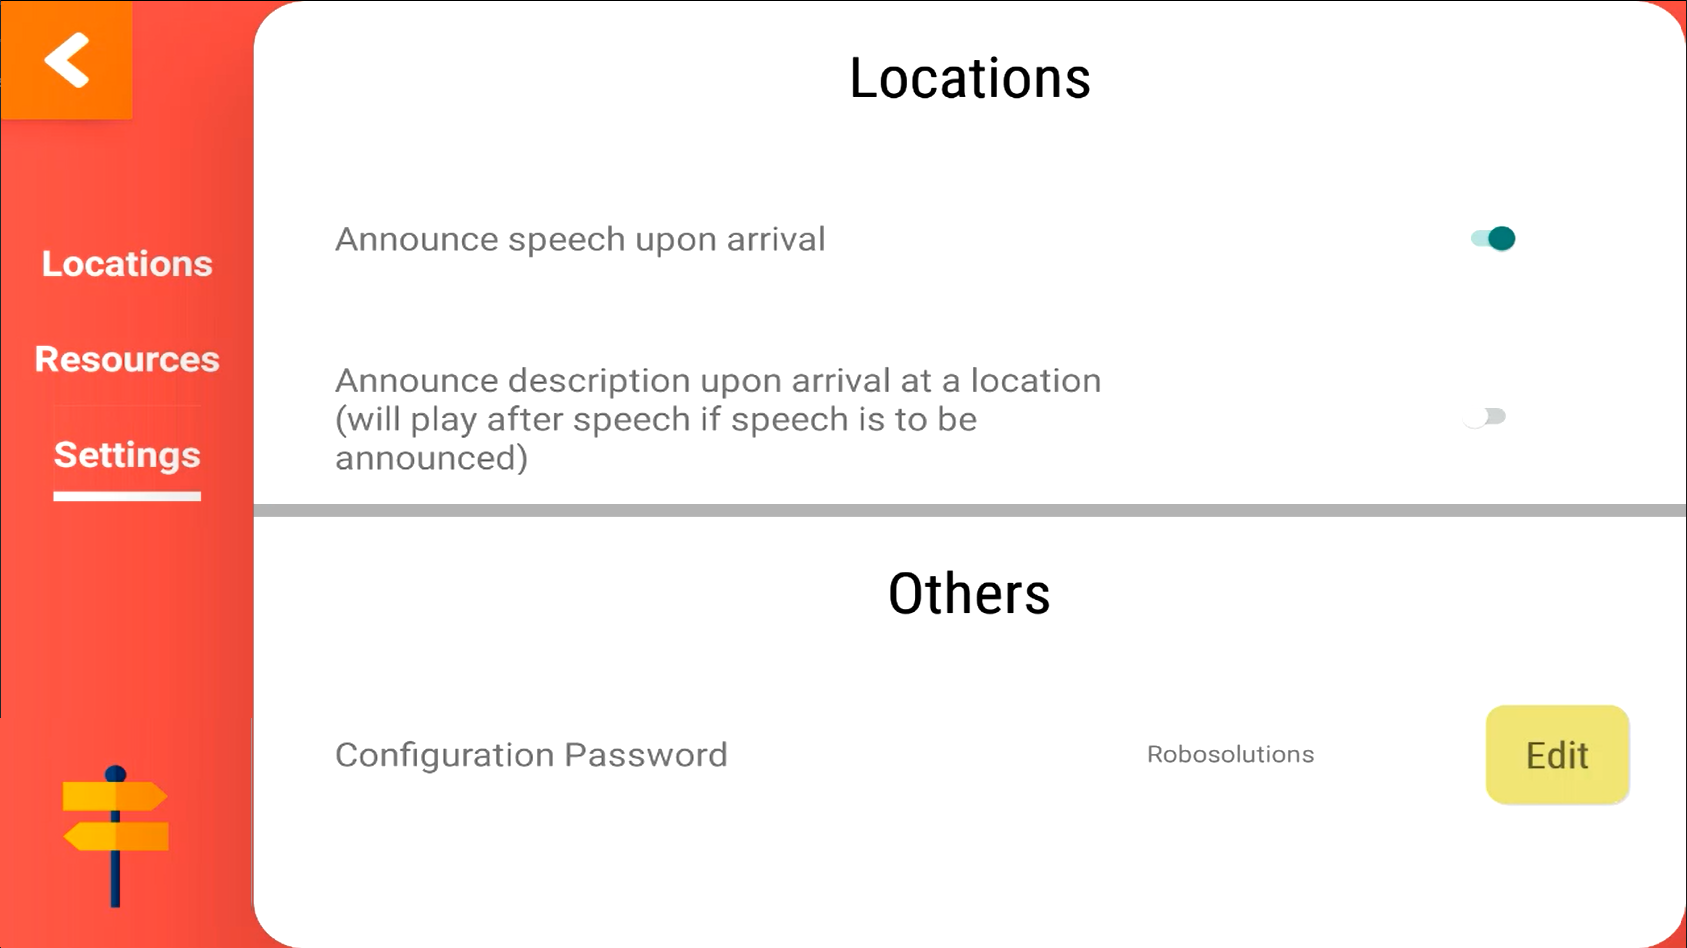 Locations
Resources
Settings
Locations
Announce speech upon arrival
Announce description upon arrival at a location
(will play after speech if speech is to be
announced)
Others
Configuration Password
Robosolutions
Edit